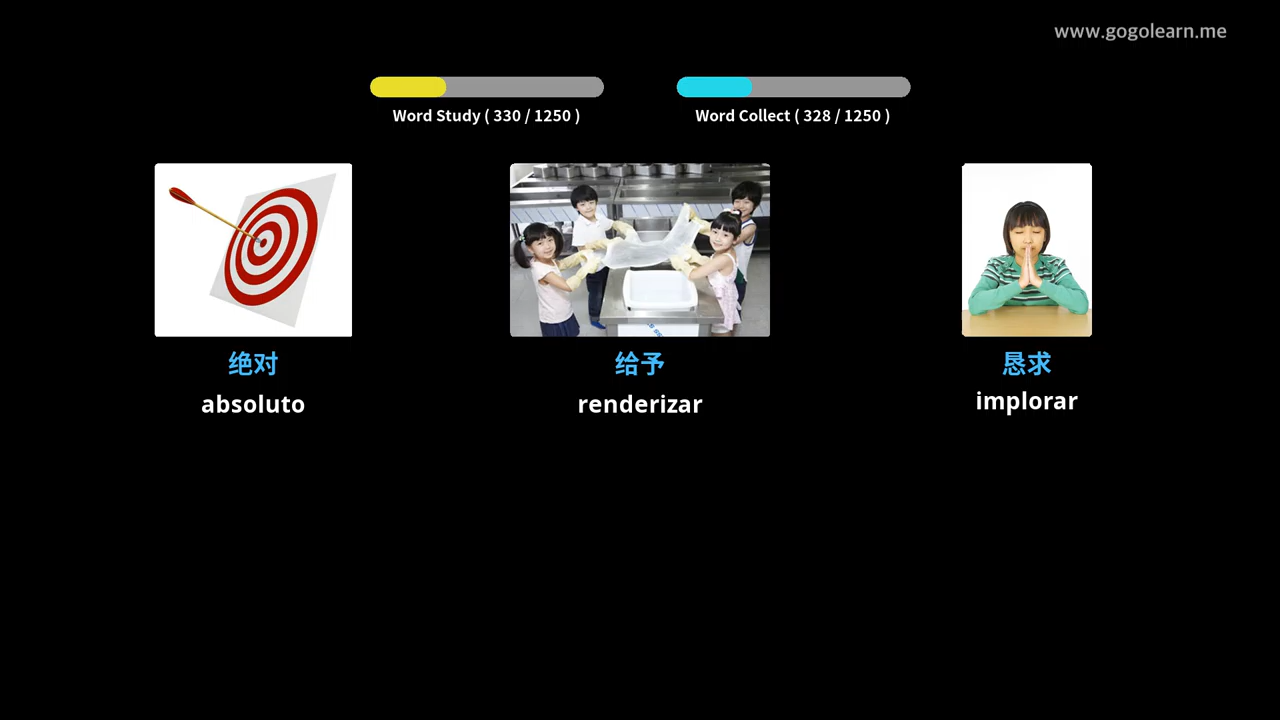 www.gogolearn.me
Word Study ( 330 / 1250 )
Word Collect ( 328 / 1250 )
绝对
给予
恳求
absoluto
renderizar
implorar